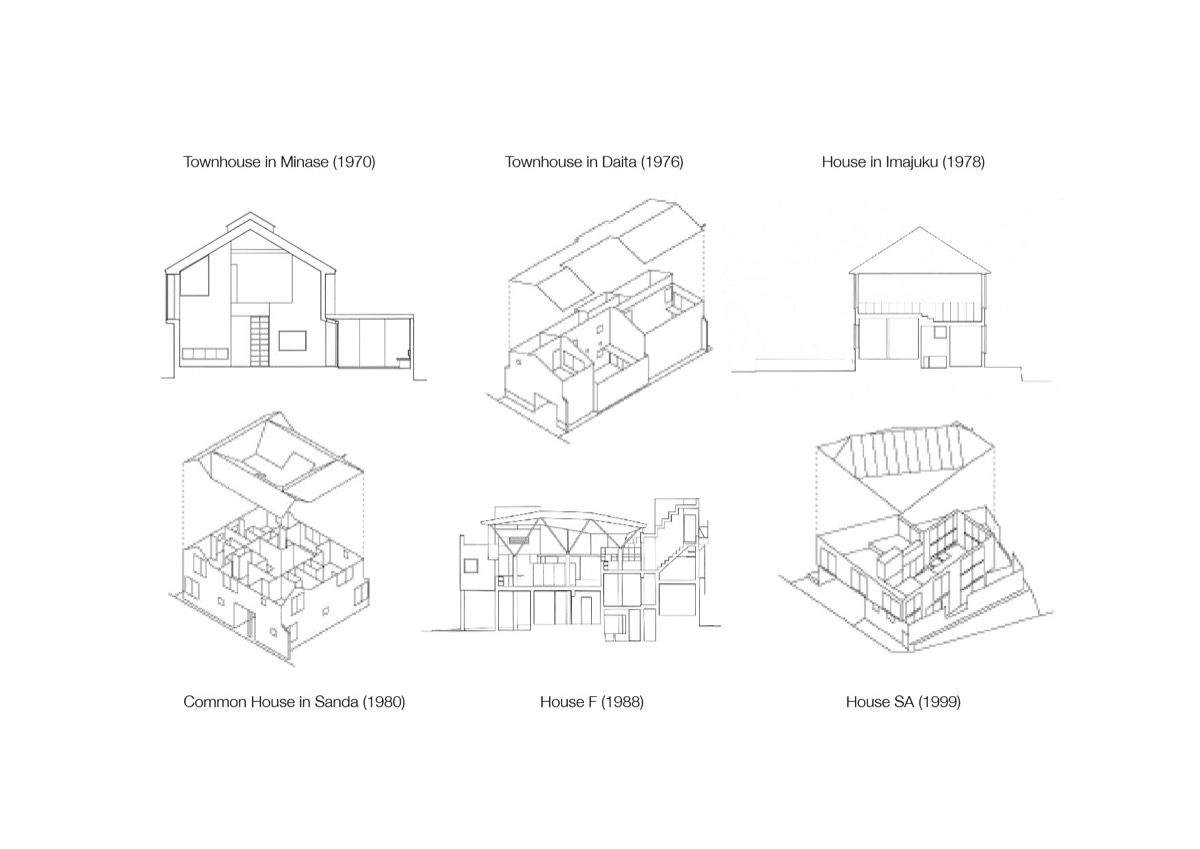 Townhouse in Minase (1970)
Townhouse in Daita (1976)
House in Imajuku (1978)
Common House in Sanda (1980)
House F (1988)
House SA (1999)